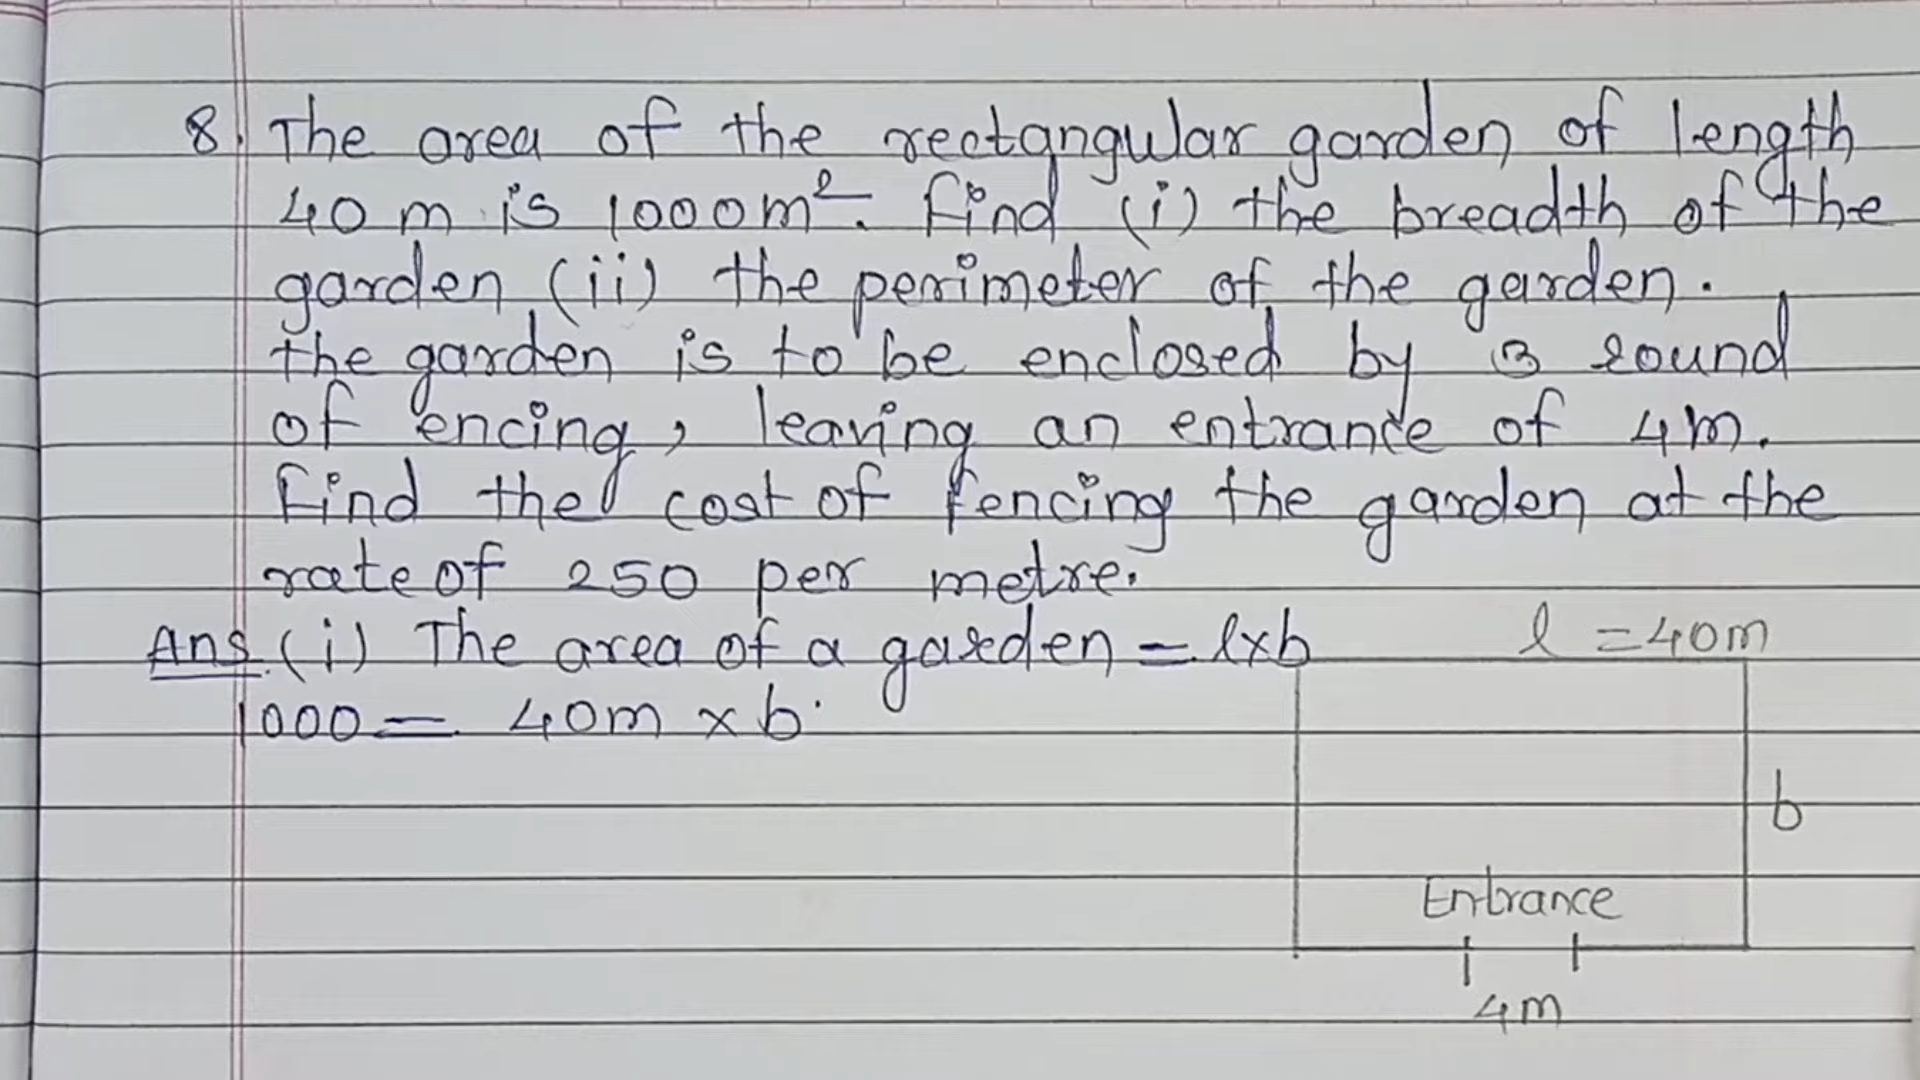 8. The area of the rectangular garden of length
40 m is 1000m². find (i) the breadth of the
garden (ii) the perimeter of the garden.
the garden is to be enclosed by 3 round
of encing, leaving an entrance of 4m.
find the cost of fencing the garden at the
rate of 250 per metre.
Ans. (i) The area of a garden = l×b
1000 = 40m × b.
l = 40m
b
Entrance
4m